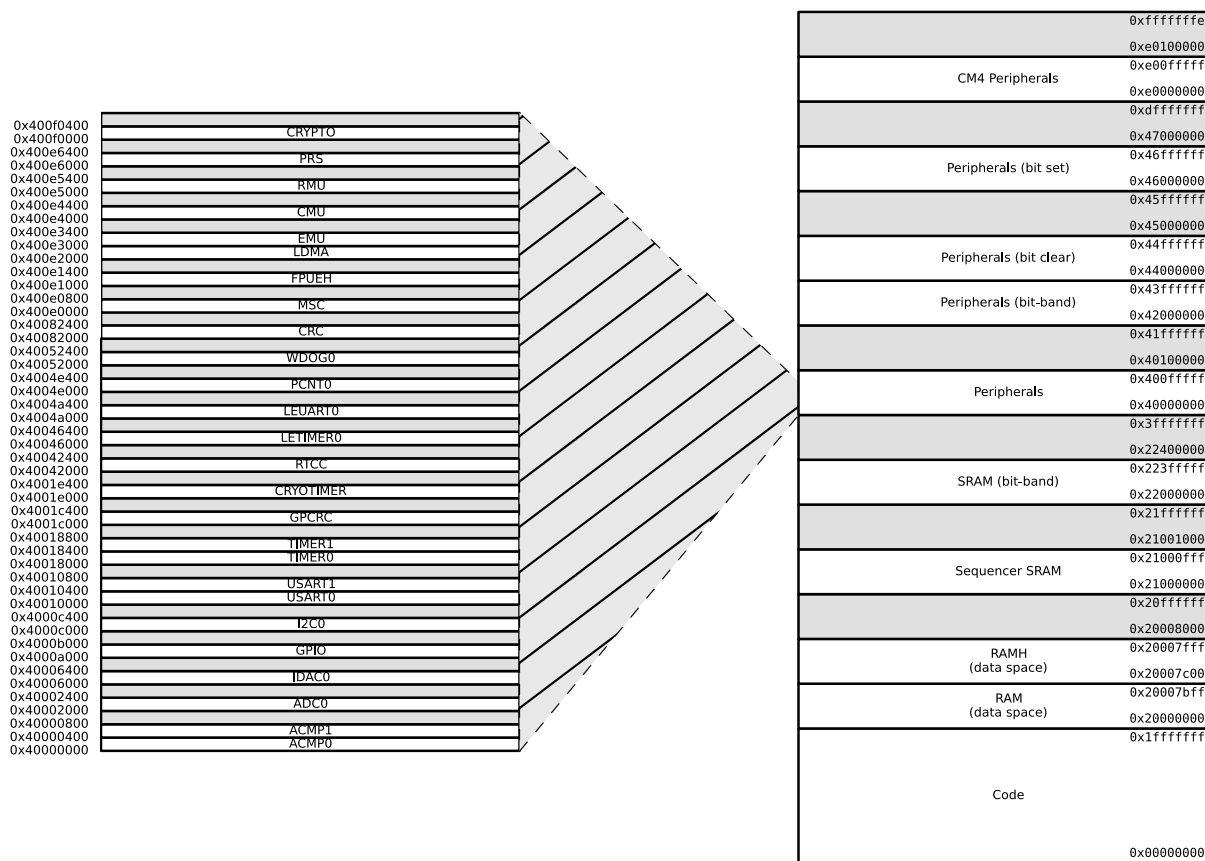 0x400f0400
CRYPTO
0x400f0000
0x400e6400
PRS
0x400e6000
0x400e5400
RMU
0x400e5000
0x400e4400
CMU
0x400e4000
0x400e3400
EMU
0x400e3000
LDMA
0x400e2000
0x400e1400
FPUEH
0x400e1000
0x400e0800
MSC
0x400e0000
0x40082400
CRC
0x40082000
0x40052400
WDOG0
0x40052000
0x4004e400
PCNT0
0x4004e000
0x4004a400
LEUART0
0x4004a000
0x40046400
LETIMER0
0x40046000
0x40042400
RTCC
0x40042000
0x4001e400
CRYOTIMER
0x4001e000
0x4001c400
GPCRC
0x4001c000
0x40018800
TIMER1
0x40018400
TIMER0
0x40018000
0x40010800
USART1
0x40010400
USART0
0x40010000
0x4000c400
I2C0
0x4000c000
0x4000b000
GPIO
0x4000a000
0x40006400
IDAC0
0x40006000
0x40002400
ADC0
0x40002000
0x40000800
ACMP1
0x40000400
ACMP0
0x40000000
0xfffffffe
0xe0100000
0xe00fffff
CM4 Peripherals
0xe0000000
0xdfffffff
0x47000000
0x46ffffff
Peripherals (bit set)
0x46000000
0x45ffffff
0x45000000
0x44ffffff
Peripherals (bit clear)
0x44000000
0x43ffffff
Peripherals (bit-band)
0x42000000
0x41ffffff
0x40100000
0x400fffff
Peripherals
0x40000000
0x3fffffff
0x22400000
0x223fffff
SRAM (bit-band)
0x22000000
0x21ffffff
0x21001000
0x21000fff
Sequencer SRAM
0x21000000
0x20ffffff
0x20008000
0x20007fff
RAMH
(data space)
0x20007c00
0x20007bff
RAM
(data space)
0x20000000
0x1fffffff
Code
0x00000000